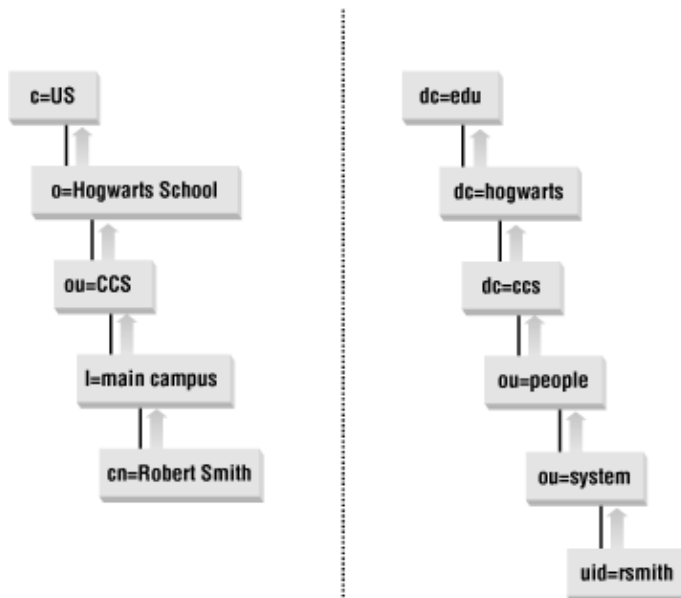 c=US
o=Hogwarts School
ou=CCS
l=main campus
cn=Robert Smith
dc=edu
dc=hogwarts
dc=ccs
ou=people
ou=system
uid=rsmith